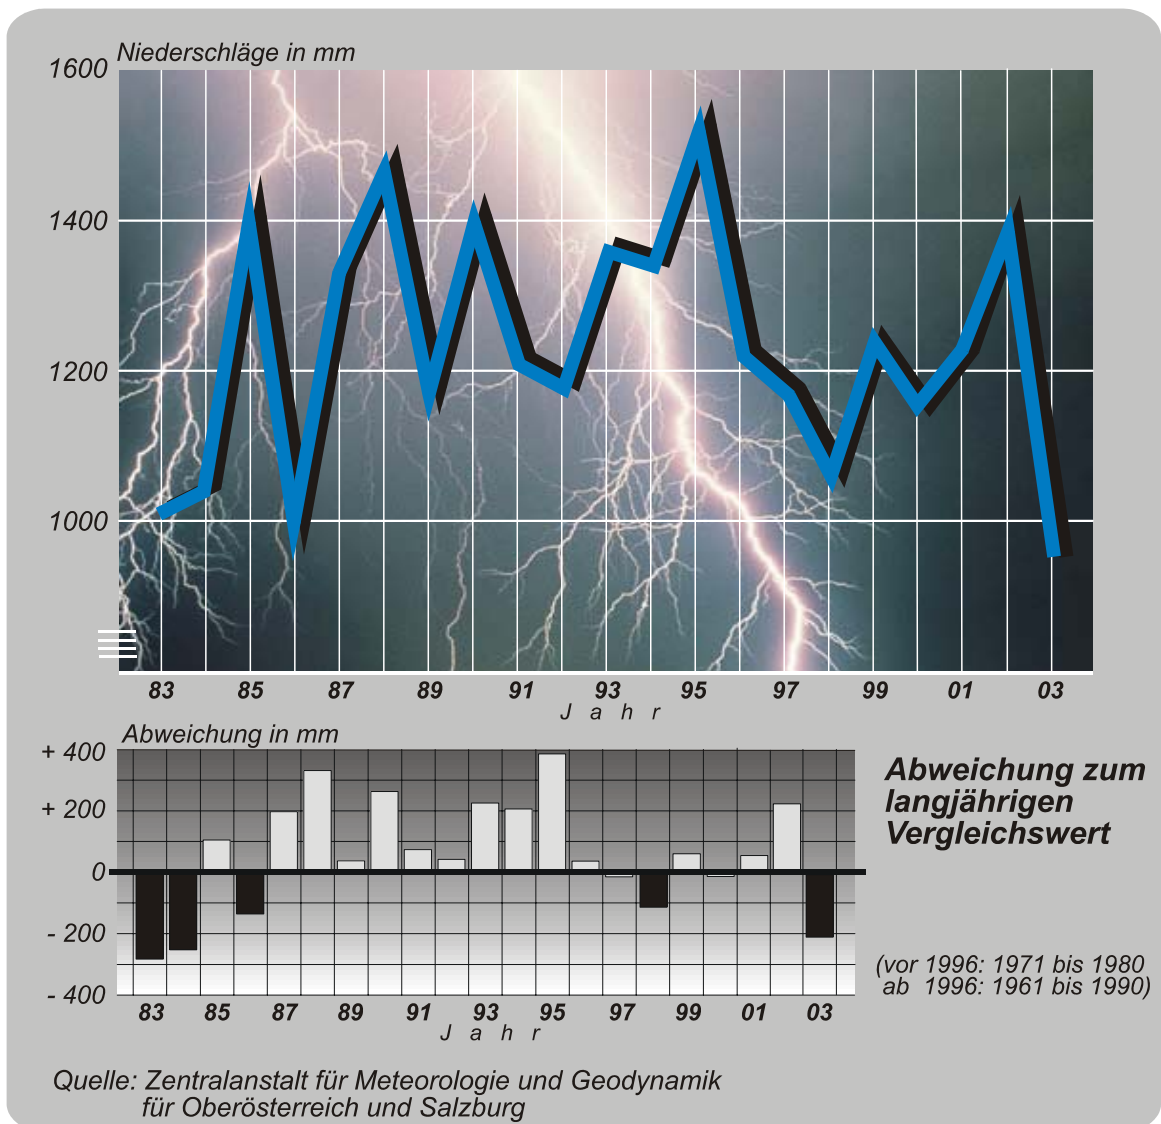 Niederschläge in mm
1600
1400
1200
1000
83 85 87 89 91 93 95 97 99 01 03
Jahr
Abweichung in mm
+ 400
+ 200
0
- 200
- 400
83 85 87 89 91 93 95 97 99 01 03
Jahr
Abweichung zum
langjährigen
Vergleichswert
(vor 1996: 1971 bis 1980
ab 1996: 1961 bis 1990)
Quelle: Zentralanstalt für Meteorologie und Geodynamik
für Oberösterreich und Salzburg